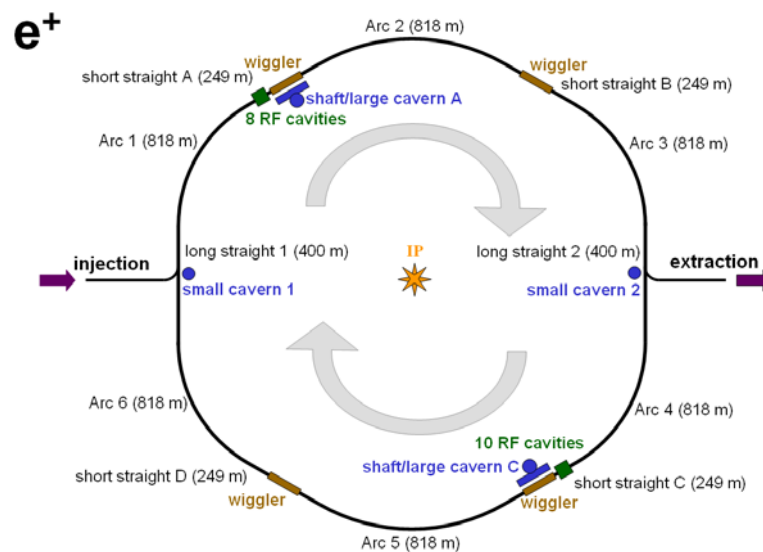 e+
Arc 2 (818 m)
wiggler
wiggler
short straight A (249 m)
short straight B (249 m)
shaft/large cavern A
8 RF cavities
Arc 1 (818 m)
Arc 3 (818 m)
long straight 1 (400 m)
IP
long straight 2 (400 m)
injection
extraction
small cavern 1
small cavern 2
Arc 6 (818 m)
Arc 4 (818 m)
10 RF cavities
shaft/large cavern C
short straight D (249 m)
short straight C (249 m)
wiggler
wiggler
Arc 5 (818 m)